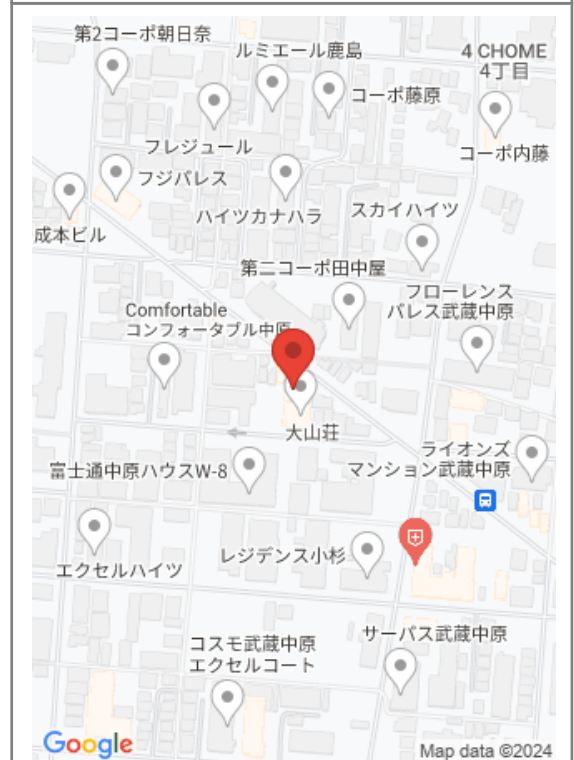 第2コーポ朝日奈
ルミエール鹿島
4 CHOME
4丁目
コーポ藤原
フレジュール
コーポ内藤
フジパレス
ハイツカナハラ
スカイハイツ
成本ビル
第二コーポ田中屋
フローレンス
パレス武蔵中原
Comfortable
コンフォータブル中原
大山荘
ライオンズ
マンション武蔵中原
富士通中原ハウスW-8
レジデンス小杉
エクセルハイツ
サーパス武蔵中原
コスモ武蔵中原
エクセルコート
Google
Map data ©2024